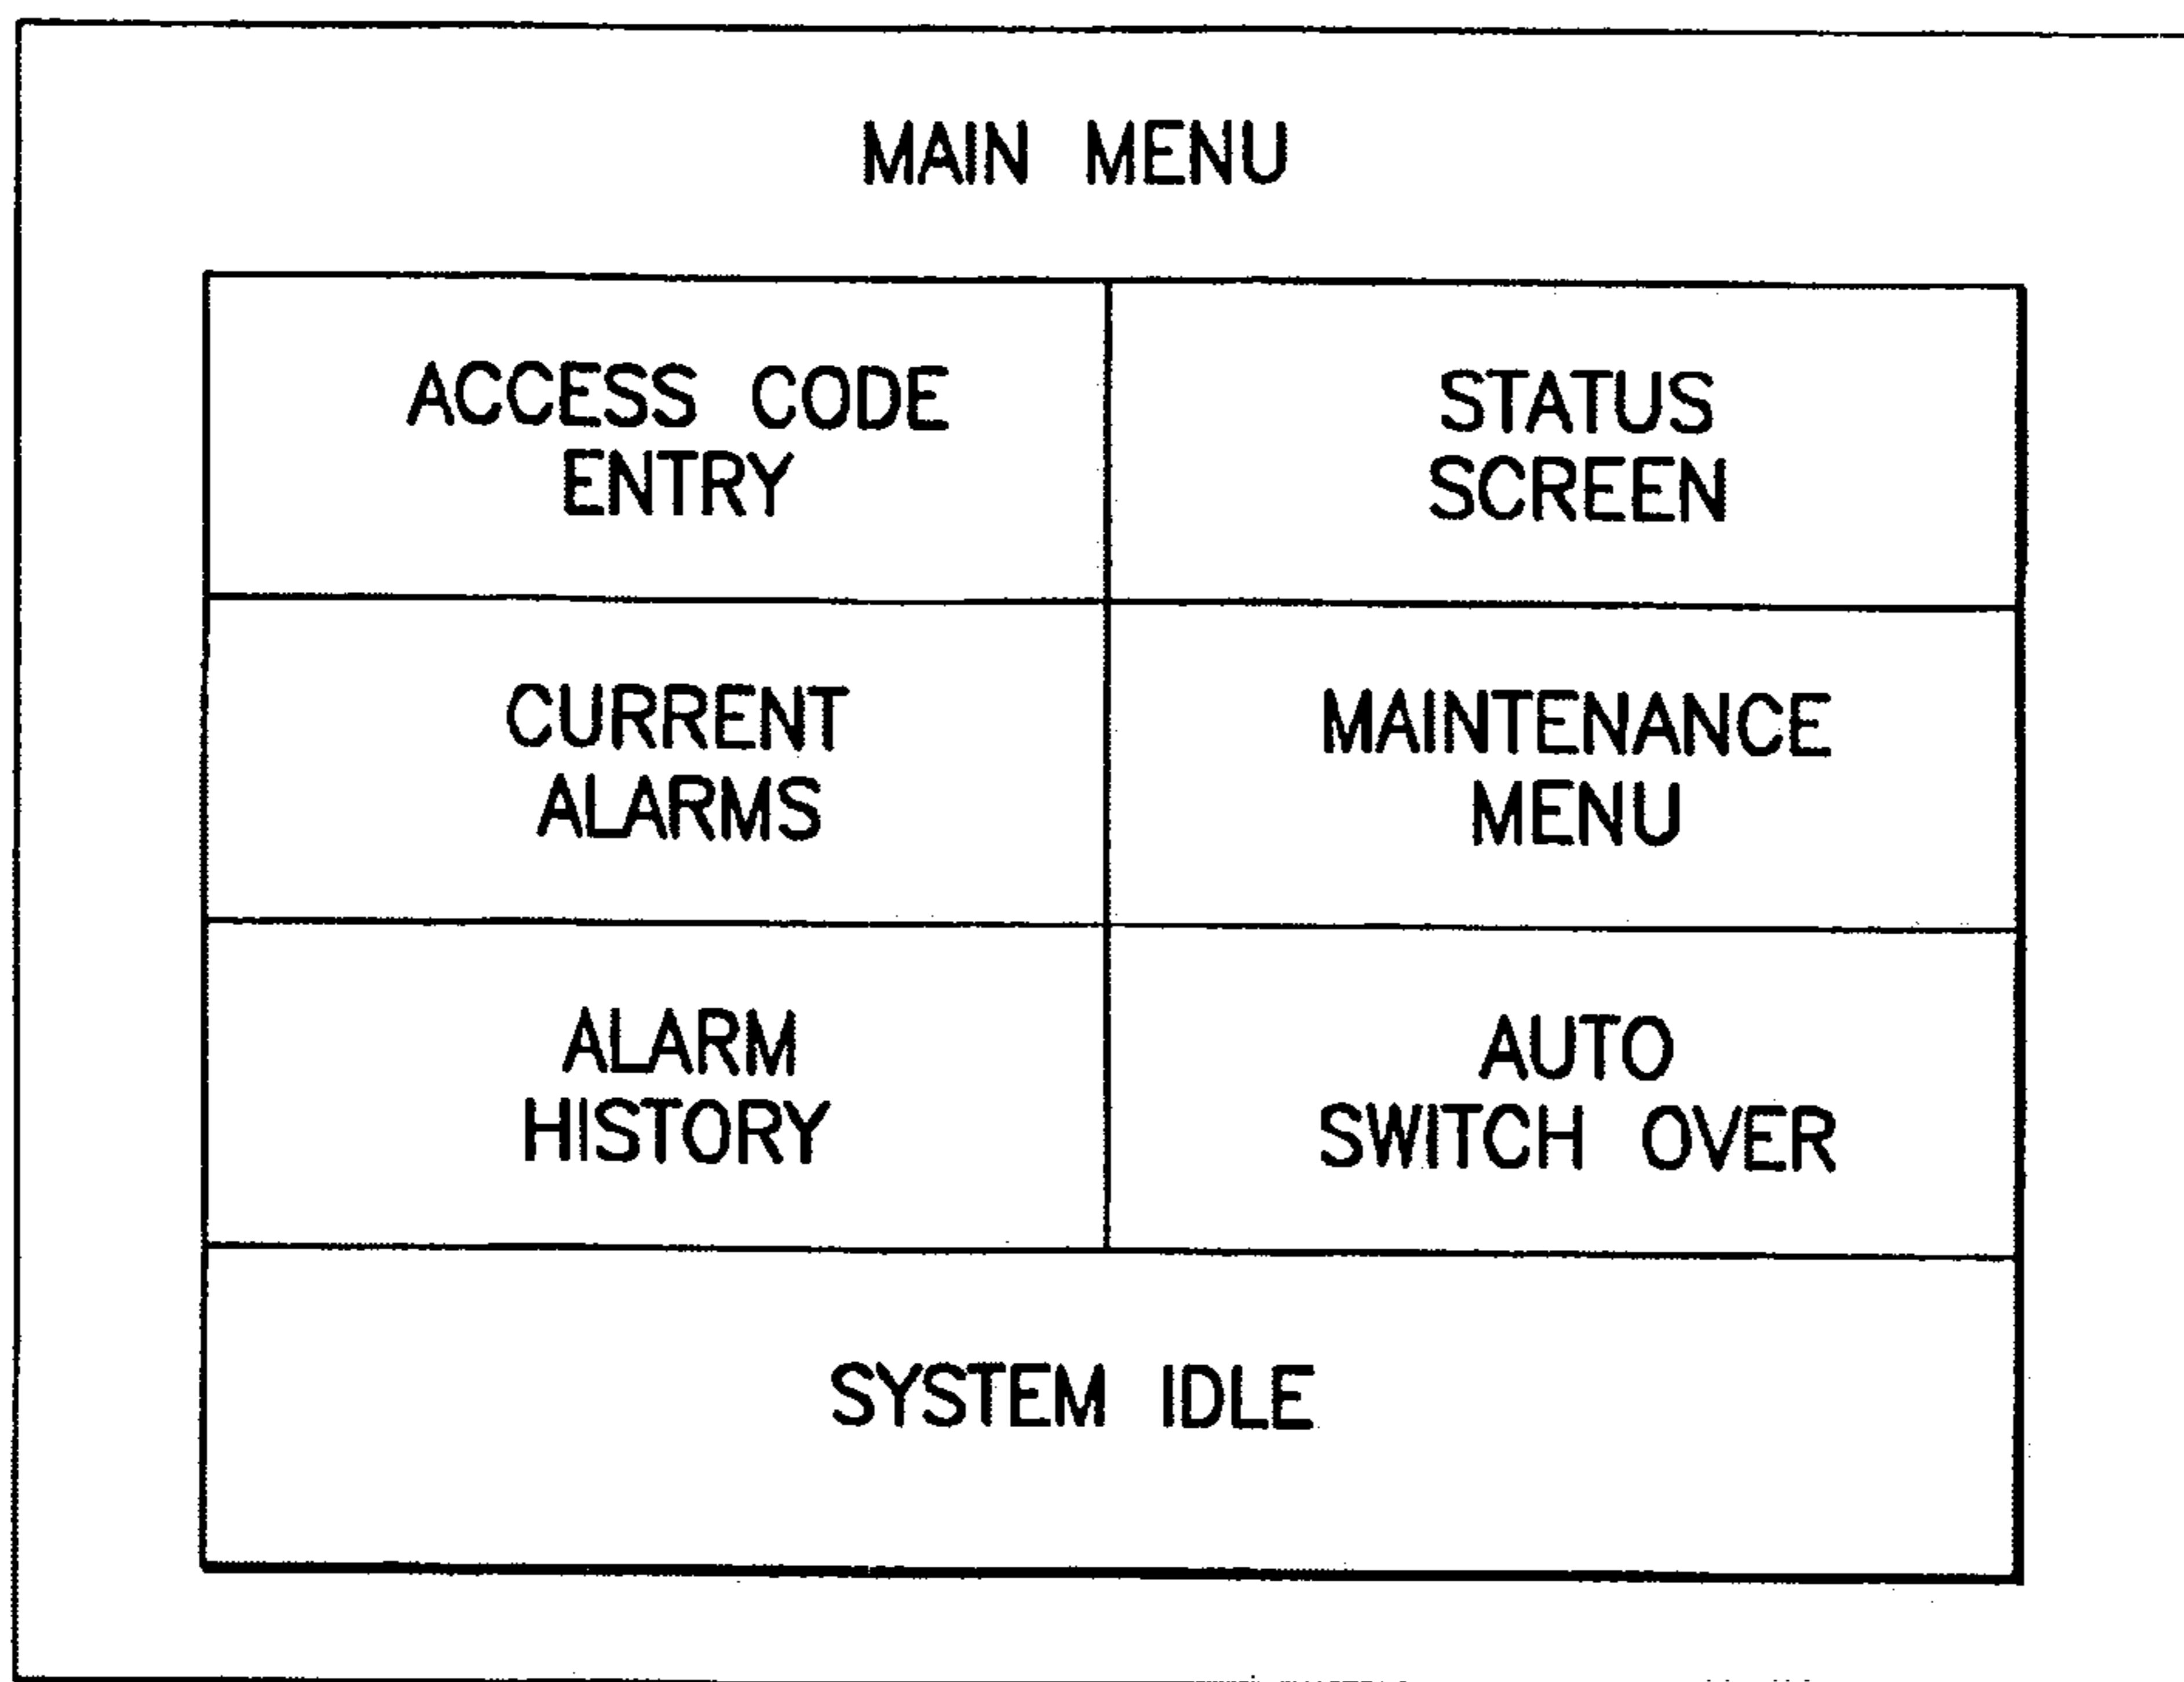 MAIN MENU
ACCESS CODE
ENTRY
STATUS
SCREEN
CURRENT
ALARMS
MAINTENANCE
MENU
ALARM
HISTORY
AUTO
SWITCH OVER
SYSTEM IDLE